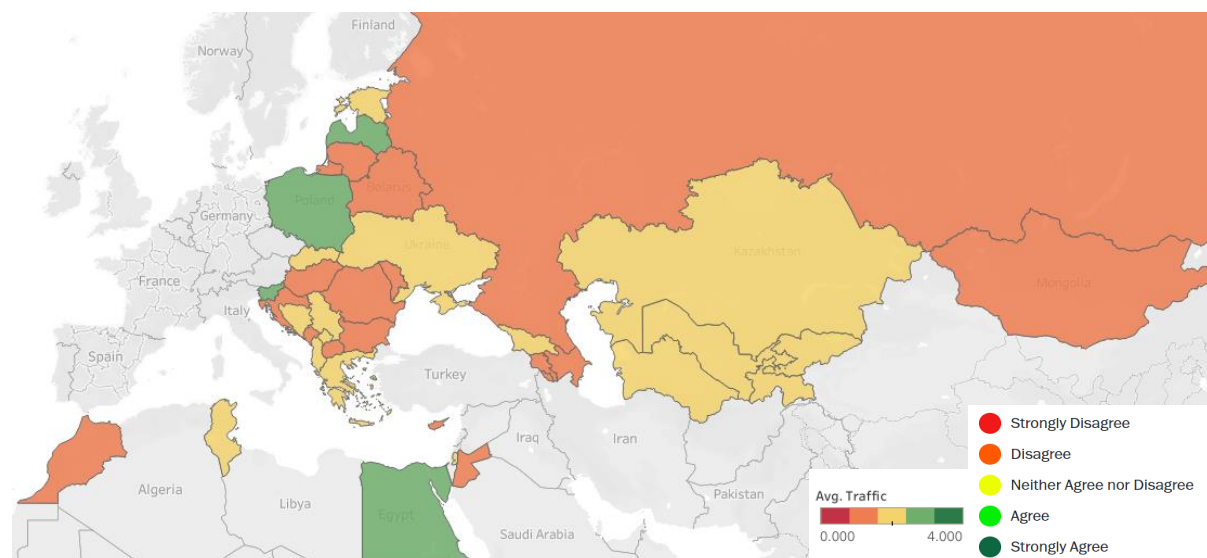 Finland
Norway
Belarus
Poland
Germany
Ukraine
Kazakhstan
France
Mongolia
Italy
Spain
Turkey
Iraq
Iran
Algeria
Libya
Egypt
Pakistan
Saudi Arabia
Avg. Traffic
0.000 4.000
Strongly Disagree
Disagree
Neither Agree nor Disagree
Agree
Strongly Agree